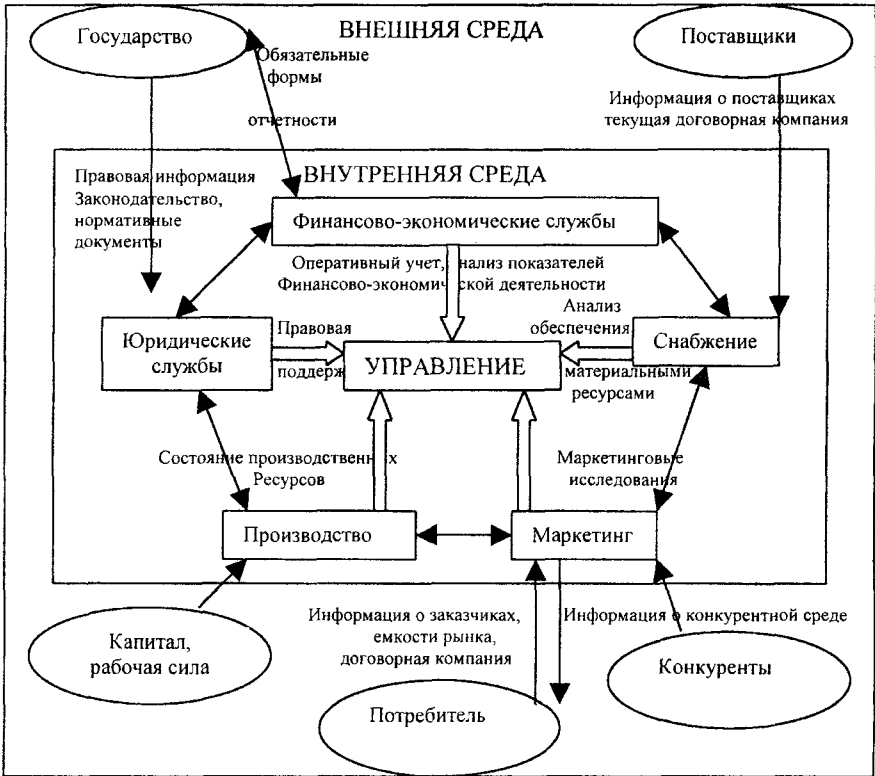 ВНЕШНЯЯ СРЕДА
Государство
Поставщики
Обязательные
формы
отчетности
Информация о поставщиках
текущая договорная компания
ВНУТРЕННЯЯ СРЕДА
Правовая информация
Законодательство,
нормативные
документы
Финансово-экономические службы
Оперативный учет, анализ показателей
Финансово-экономической деятельности
Юридические
службы
Правовая
поддерж
УПРАВЛЕНИЕ
Анализ
обеспечения
материальными
ресурсами
Снабжение
Состояние производственных
Ресурсов
Маркетинговые
исследования
Производство
Маркетинг
Капитал,
рабочая сила
Информация о заказчиках,
емкости рынка,
договорная компания
Информация о конкурентной среде
Конкуренты
Потребитель